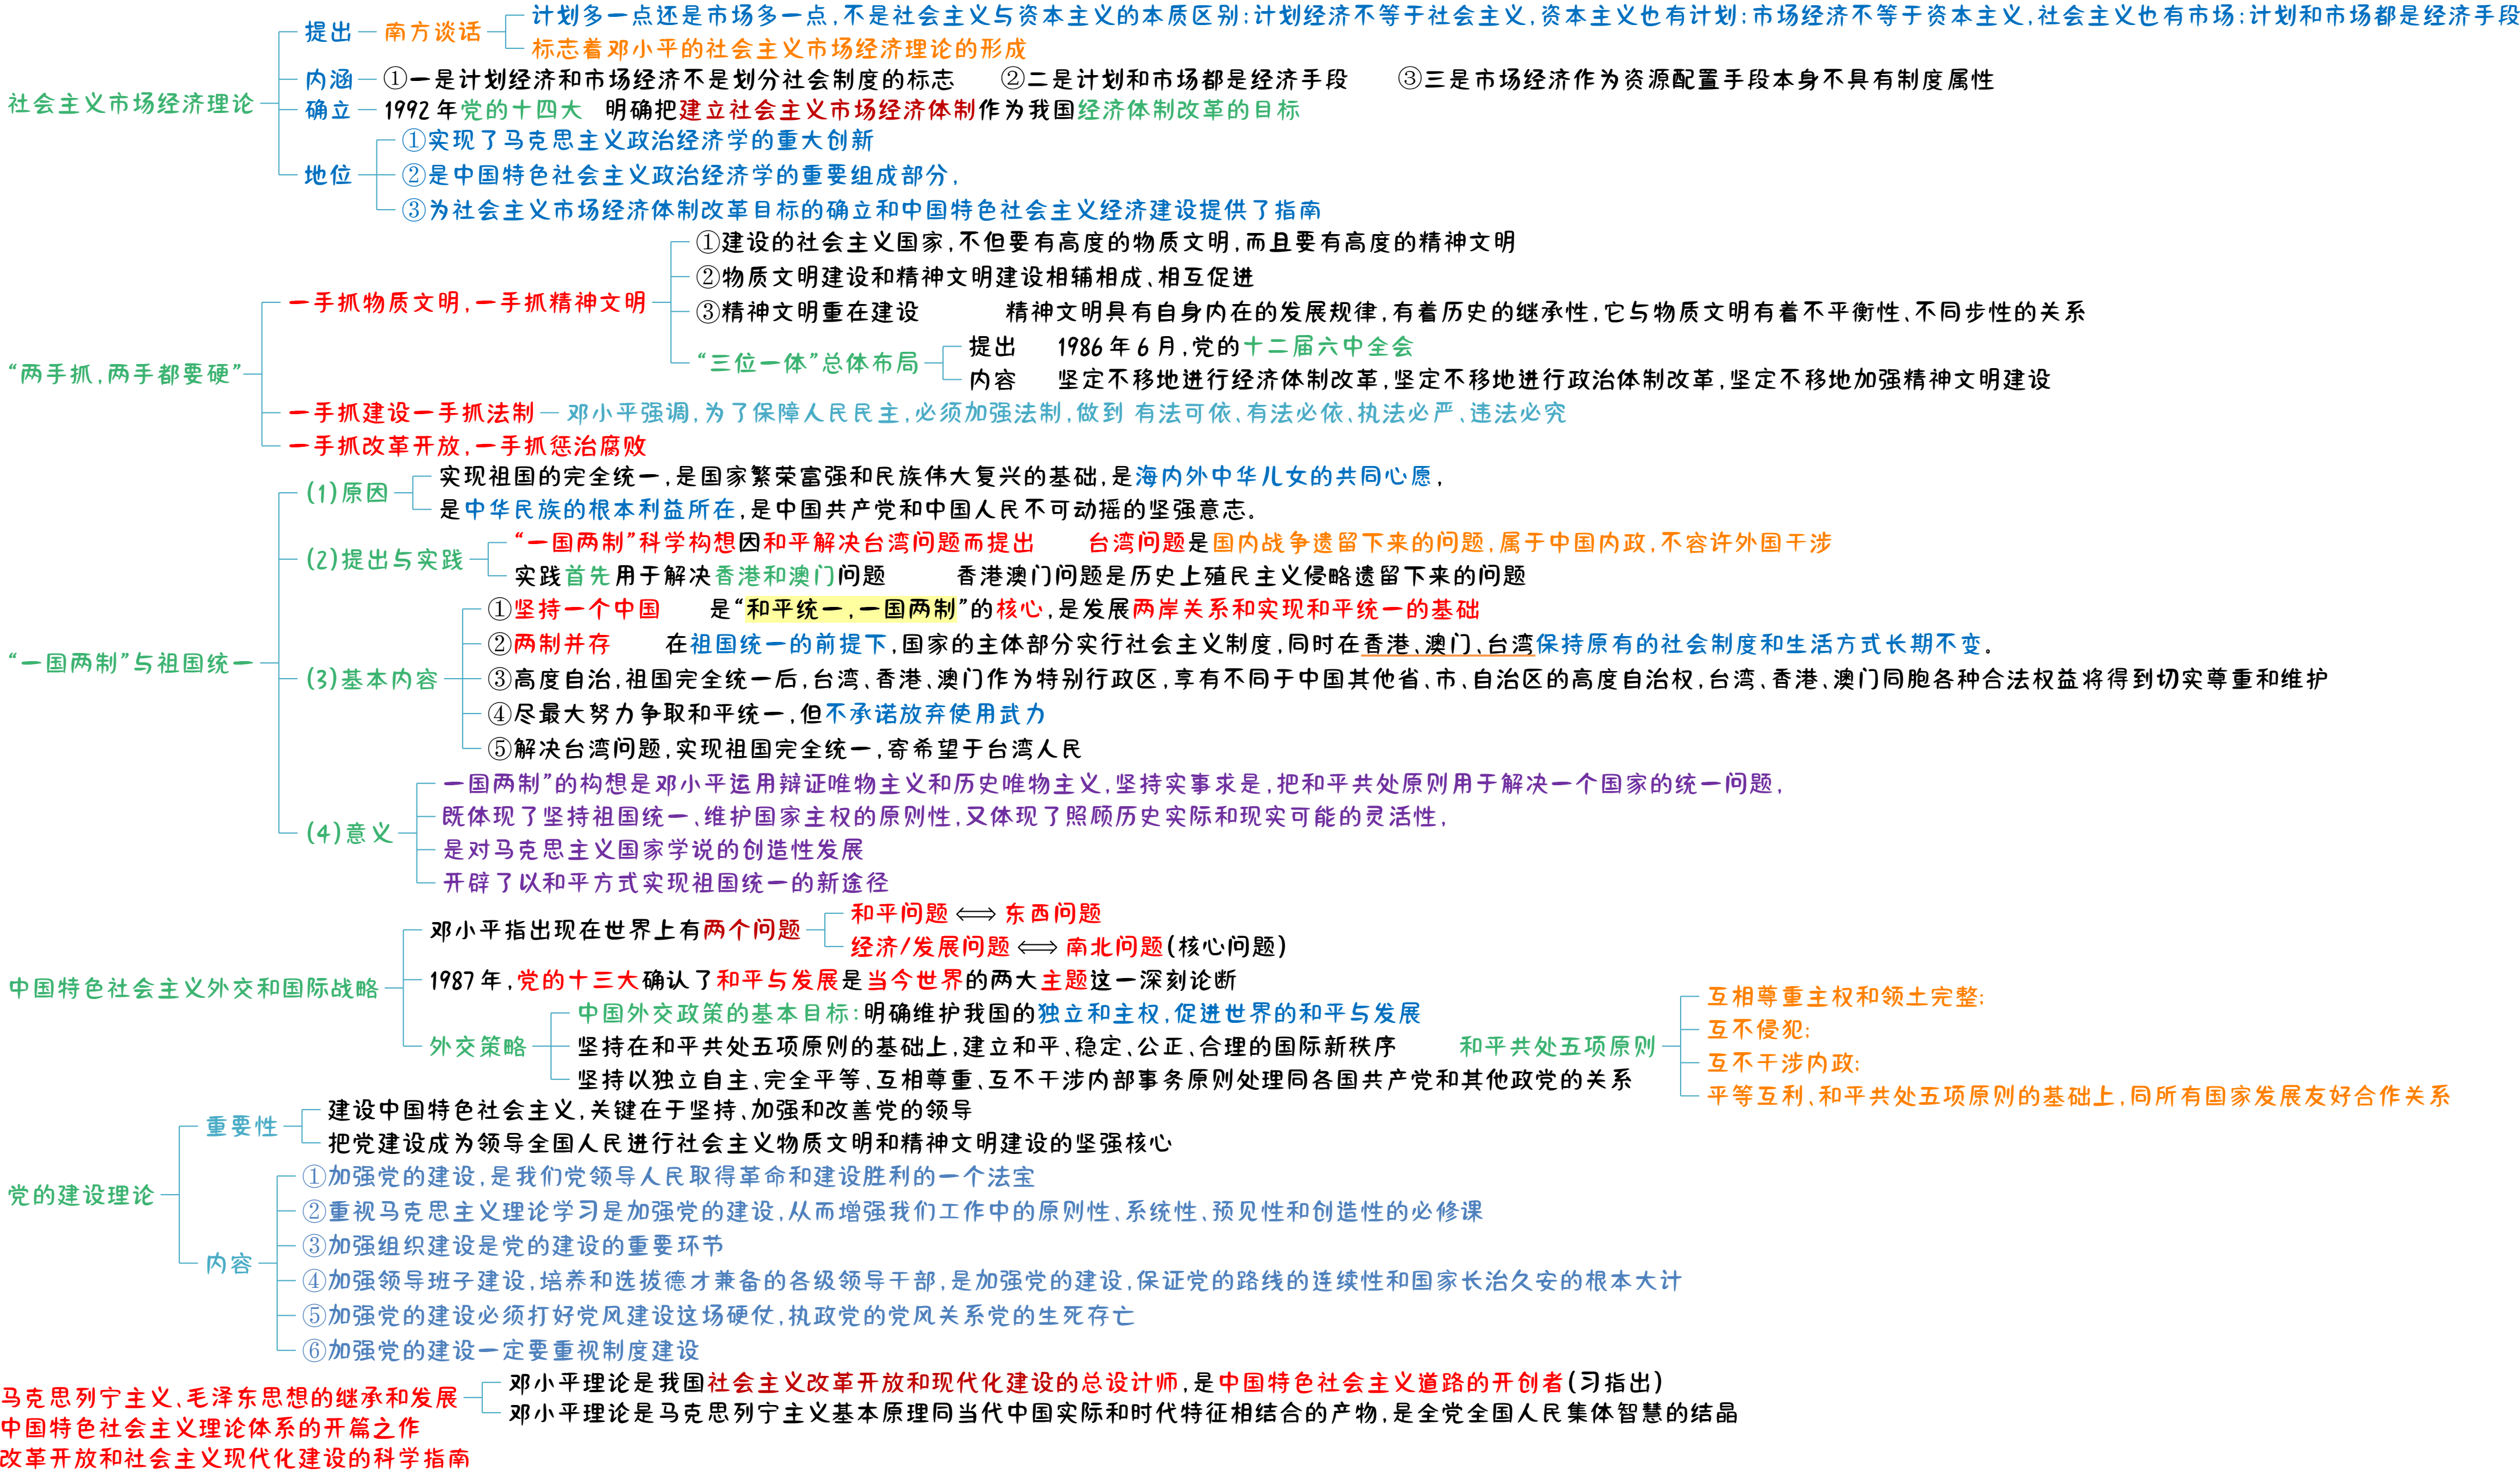 社会主义市场经济理论
提出
南方谈话
计划多一点还是市场多一点,不是社会主义与资本主义的本质区别;计划经济不等于社会主义,资本主义也有计划;市场经济不等于资本主义,社会主义也有市场;计划和市场都是经济手段
标志着邓小平的社会主义市场经济理论的形成
内涵
①一是计划经济和市场经济不是划分社会制度的标志 ②二是计划和市场都是经济手段 ③三是市场经济作为资源配置手段本身不具有制度属性
确立
1992年党的十四大 明确把建立社会主义市场经济体制作为我国经济体制改革的目标
地位
①实现了马克思主义政治经济学的重大创新
②是中国特色社会主义政治经济学的重要组成部分,
③为社会主义市场经济体制改革目标的确立和中国特色社会主义经济建设提供了指南
“两手抓,两手都要硬”
一手抓物质文明,一手抓精神文明
①建设的社会主义国家,不但要有高度的物质文明,而且要有高度的精神文明
②物质文明建设和精神文明建设相辅相成、相互促进
③精神文明重在建设 精神文明具有自身内在的发展规律,有着历史的继承性,它与物质文明有着不平衡性、不同步性的关系
“三位一体”总体布局
提出 1986年6月,党的十二届六中全会
内容 坚定不移地进行经济体制改革,坚定不移地进行政治体制改革,坚定不移地加强精神文明建设
一手抓建设一手抓法制
邓小平强调,为了保障人民民主,必须加强法制,做到 有法可依、有法必依、执法必严、违法必究
一手抓改革开放,一手抓惩治腐败
“一国两制”与祖国统一
(1)原因
实现祖国的完全统一,是国家繁荣富强和民族伟大复兴的基础,是海内外中华儿女的共同心愿,
是中华民族的根本利益所在,是中国共产党和中国人民不可动摇的坚强意志。
(2)提出与实践
“一国两制”科学构想因和平解决台湾问题而提出 台湾问题是国内战争遗留下来的问题,属于中国内政,不容许外国干涉
实践首先用于解决香港和澳门问题 香港澳门问题是历史上殖民主义侵略遗留下来的问题
(3)基本内容
①坚持一个中国 是“和平统一,一国两制”的核心,是发展两岸关系和实现和平统一的基础
②两制并存 在祖国统一的前提下,国家的主体部分实行社会主义制度,同时在香港、澳门、台湾保持原有的社会制度和生活方式长期不变。
③高度自治,祖国完全统一后,台湾、香港、澳门作为特别行政区,享有不同于中国其他省、市、自治区的高度自治权,台湾、香港、澳门同胞各种合法权益将得到切实尊重和维护
④尽最大努力争取和平统一,但不承诺放弃使用武力
⑤解决台湾问题,实现祖国完全统一,寄希望于台湾人民
(4)意义
一国两制”的构想是邓小平运用辩证唯物主义和历史唯物主义,坚持实事求是,把和平共处原则用于解决一个国家的统一问题,
既体现了坚持祖国统一、维护国家主权的原则性,又体现了照顾历史实际和现实可能的灵活性,
是对马克思主义国家学说的创造性发展
开辟了以和平方式实现祖国统一的新途径
中国特色社会主义外交和国际战略
邓小平指出现在世界上有两个问题
和平问题 ⟺ 东西问题
经济/发展问题 ⟺ 南北问题(核心问题)
1987年,党的十三大确认了和平与发展是当今世界的两大主题这一深刻论断
外交策略
中国外交政策的基本目标:明确维护我国的独立和主权,促进世界的和平与发展
坚持在和平共处五项原则的基础上,建立和平、稳定、公正、合理的国际新秩序
坚持以独立自主、完全平等、互相尊重、互不干涉内部事务原则处理同各国共产党和其他政党的关系
和平共处五项原则
互相尊重主权和领土完整;
互不侵犯;
互不干涉内政;
平等互利、和平共处五项原则的基础上,同所有国家发展友好合作关系
党的建设理论
重要性
建设中国特色社会主义,关键在于坚持、加强和改善党的领导
把党建设成为领导全国人民进行社会主义物质文明和精神文明建设的坚强核心
内容
①加强党的建设,是我们党领导人民取得革命和建设胜利的一个法宝
②重视马克思主义理论学习是加强党的建设,从而增强我们工作中的原则性、系统性、预见性和创造性的必修课
③加强组织建设是党的建设的重要环节
④加强领导班子建设,培养和选拔德才兼备的各级领导干部,是加强党的建设,保证党的路线的连续性和国家长治久安的根本大计
⑤加强党的建设必须打好党风建设这场硬仗,执政党的党风关系党的生死存亡
⑥加强党的建设一定要重视制度建设
马克思列宁主义、毛泽东思想的继承和发展
邓小平理论是我国社会主义改革开放和现代化建设的总设计师,是中国特色社会主义道路的开创者(习指出)
邓小平理论是马克思列宁主义基本原理同当代中国实际和时代特征相结合的产物,是全党全国人民集体智慧的结晶
中国特色社会主义理论体系的开篇之作
改革开放和社会主义现代化建设的科学指南